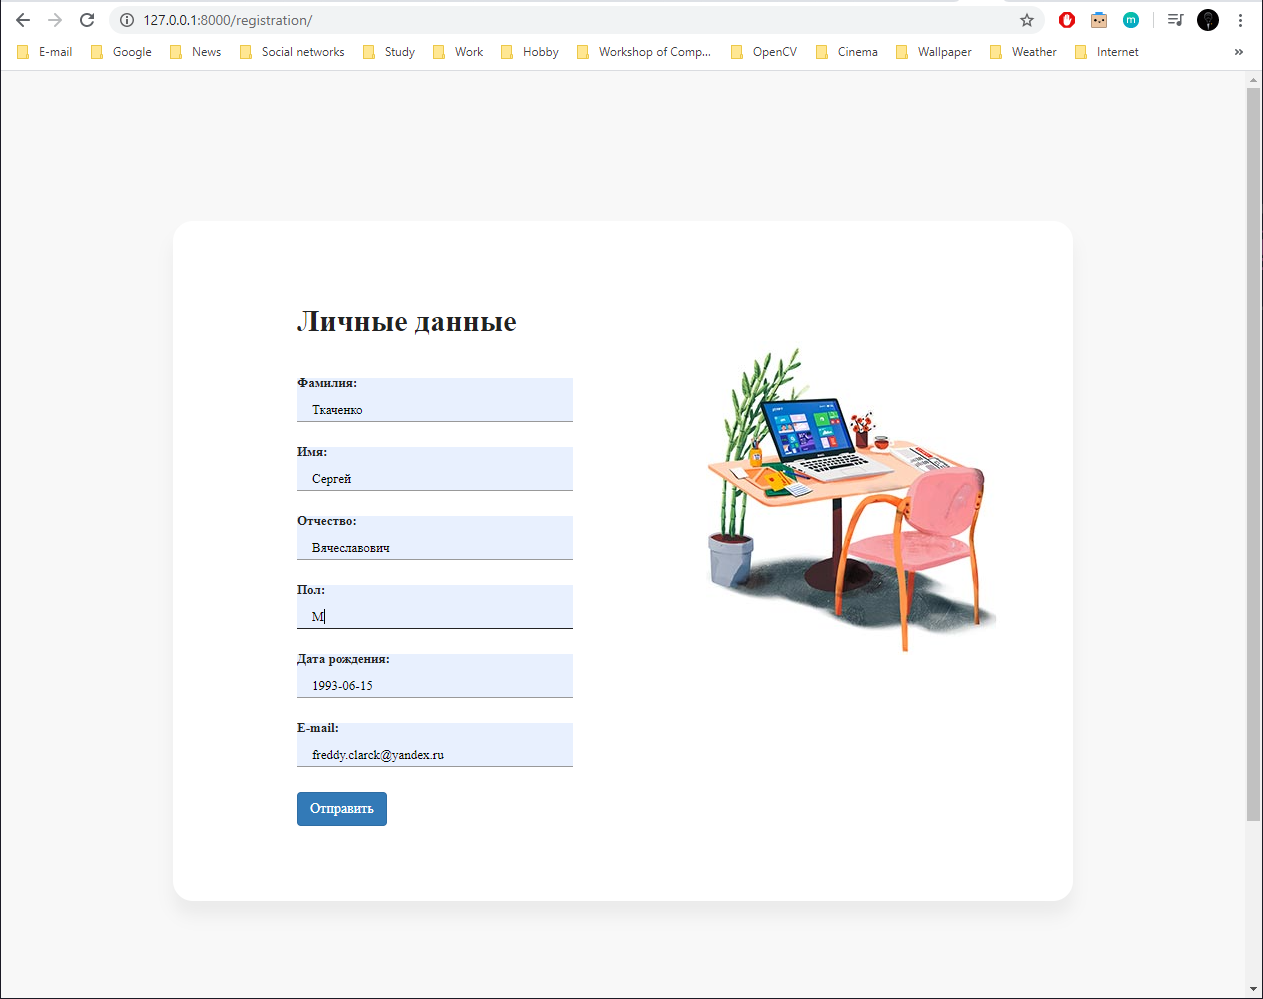 127.0.0.1:8000/registration/
E-mail
Google
News
Social networks
Study
Work
Hobby
Workshop of Comp...
OpenCV
Cinema
Wallpaper
Weather
Internet
»
m
Личные данные
Фамилия:
Ткаченко
Имя:
Сергей
Отчество:
Вячеславович
Пол:
М
Дата рождения:
1993-06-15
E-mail:
freddy.clarck@yandex.ru
Отправить